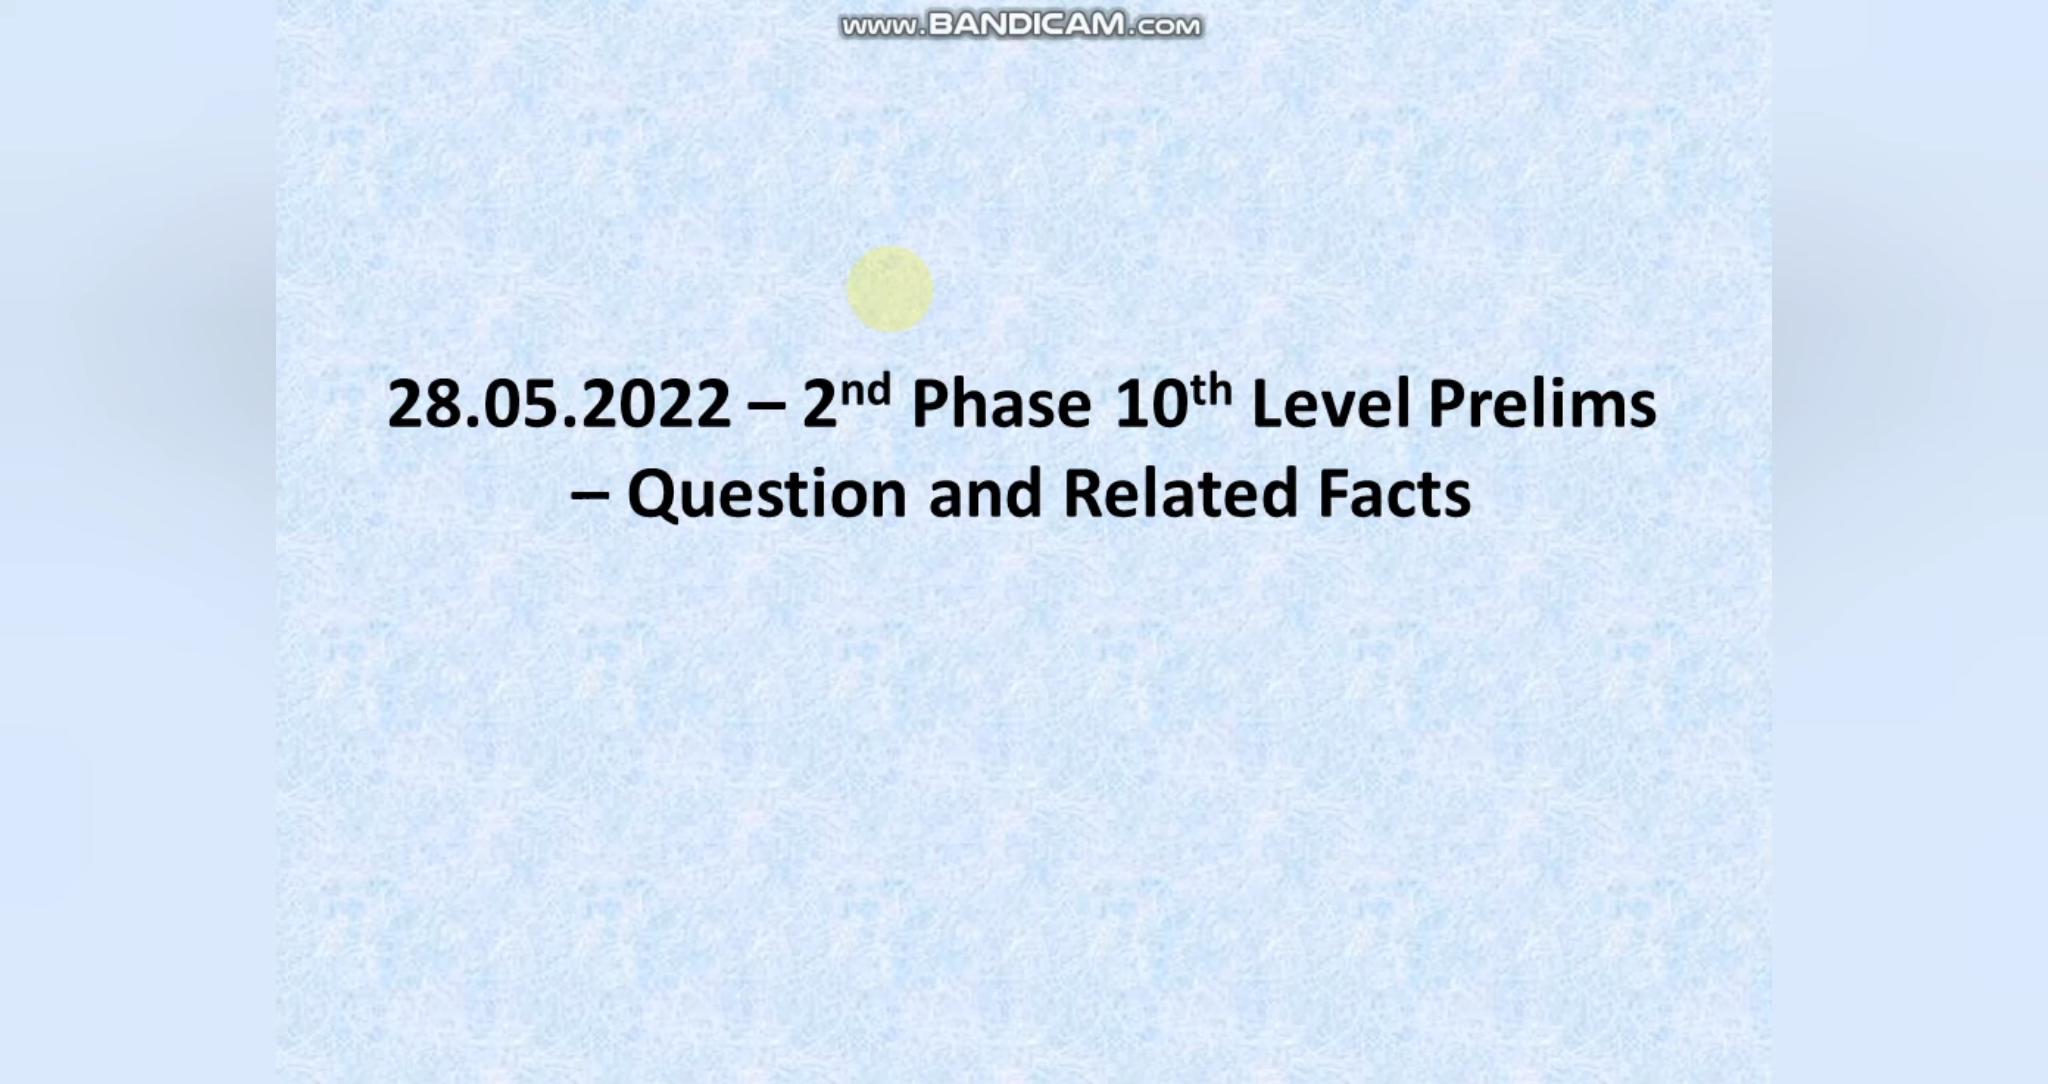 www.BANDICAM.COM
28.05.2022 – 2nd Phase 10th Level Prelims
– Question and Related Facts